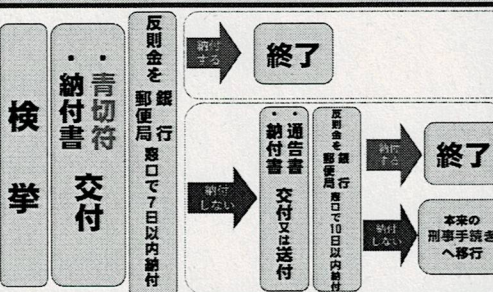 検挙
・青切符
・納付書
交付
反則金を
銀行
郵便局
窓口で7日以内納付
納付
する
終了
納付
しない
・通告書
・納付書
交付又は送付
反則金を
銀行
郵便局
窓口で10日以内納付
納付
する
終了
納付
しない
本来の
刑事手続き
へ移行